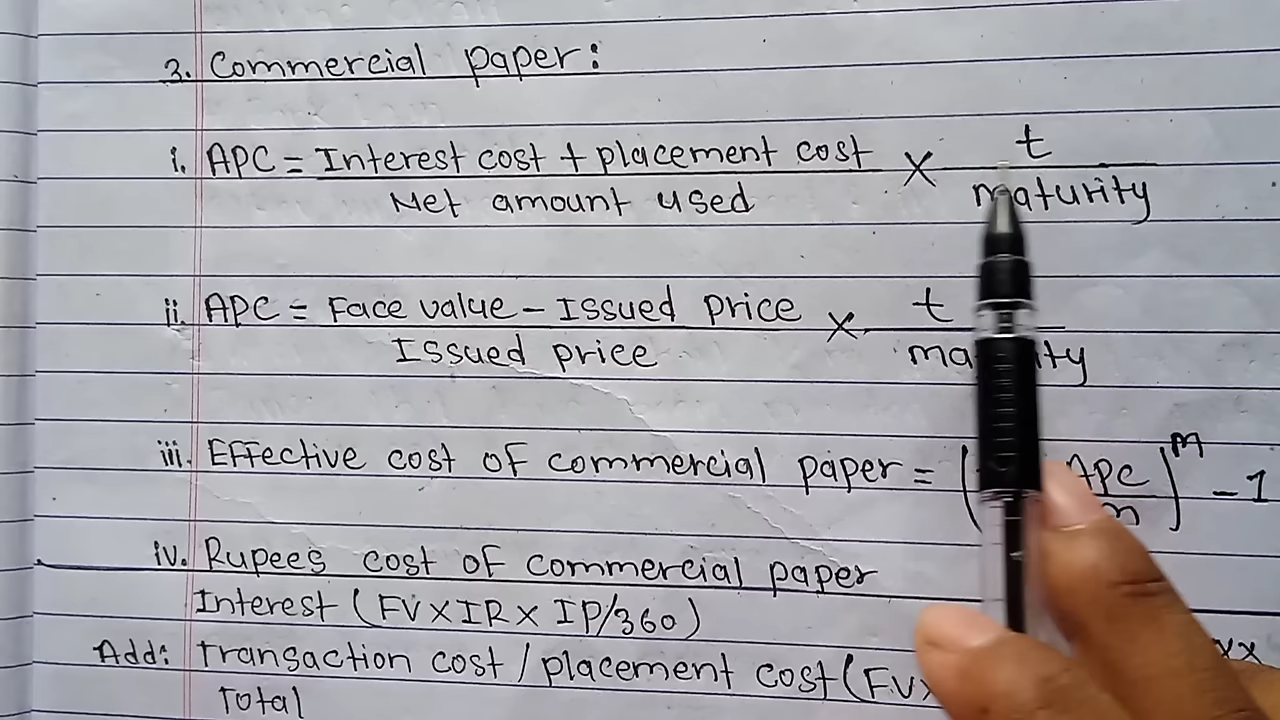 3. Commercial paper:
i. APC = Interest cost + placement cost / Net amount used × t / maturity
ii. APC = Face value - Issued price / Issued price × t /
iii. Effective cost of commercial paper = ( APC / m )^m - 1
iv. Rupees cost of commercial paper
Interest (FV X IR X IP/360)
Add: transaction cost / placement cost (FV
Total